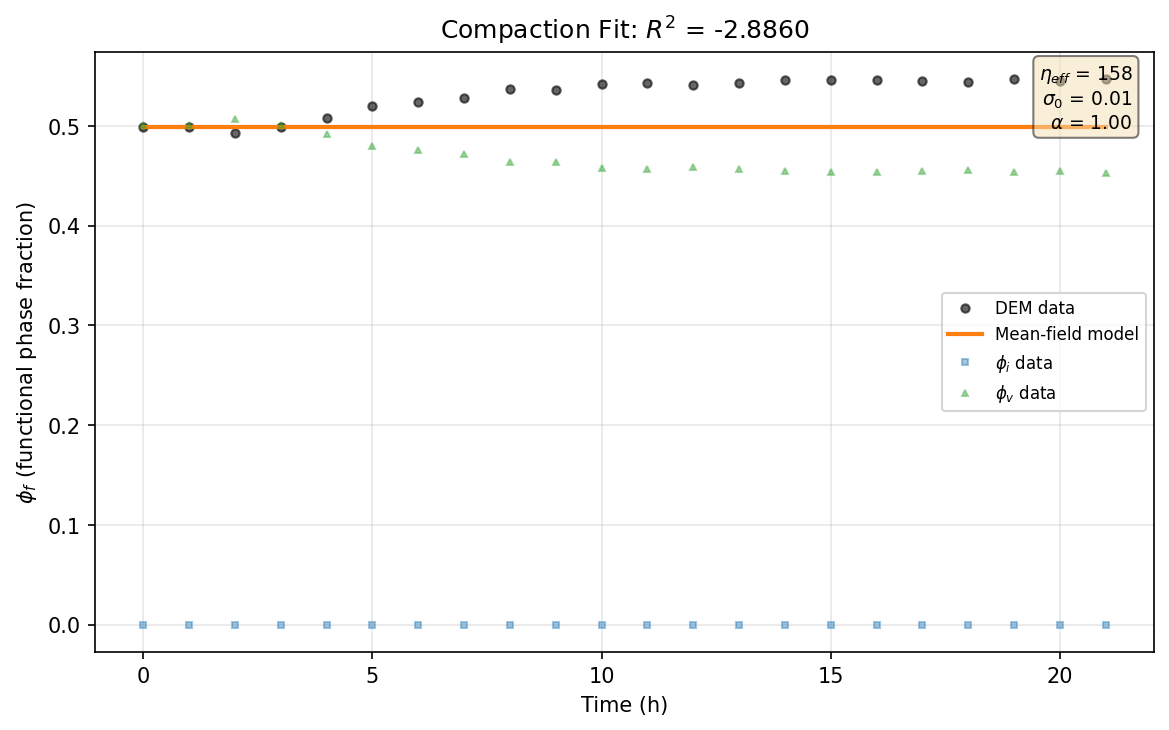 Compaction Fit: R² = -2.8860
η_eff = 158
σ₀ = 0.01
α = 1.00
ϕ_f (functional phase fraction)
0.5
0.4
0.3
0.2
0.1
0.0
DEM data
Mean-field model
ϕ_i data
ϕ_v data
0 5 10 15 20
Time (h)